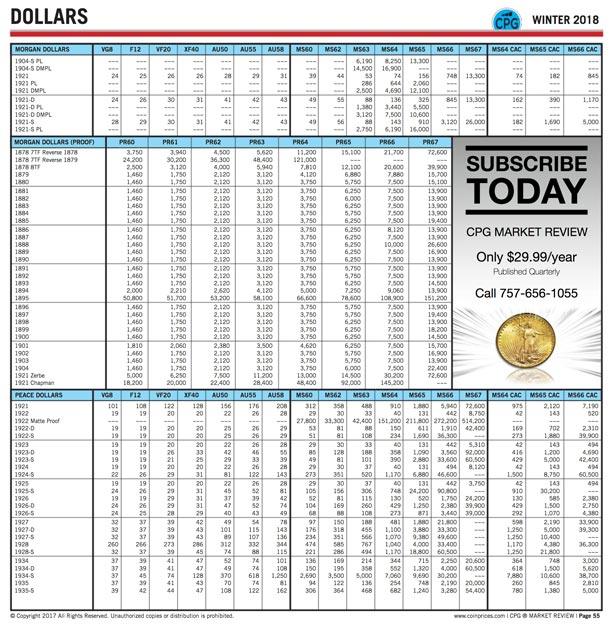 DOLLARS
CPG WINTER 2018
MORGAN DOLLARS VG8 F12 VF20 XF40 AU50 AU55 AU58 MS60 MS62 MS63 MS64 MS65 MS66 MS67 MS64 CAC MS65 CAC MS66 CAC
1904-S PL --- --- --- --- --- --- --- --- --- 6,190 8,250 13,300 --- --- --- --- ---
1904-S DMPL --- --- --- --- --- --- --- --- --- 14,500 16,900 --- --- --- --- --- ---
1921 24 25 26 26 28 29 31 39 44 53 74 156 748 13,300 74 182 845
1921 PL --- --- --- --- --- --- --- --- --- 286 644 2,060 --- --- --- --- ---
1921 DMPL --- --- --- --- --- --- --- --- --- 2,500 4,690 12,100 --- --- --- --- ---
1921-D 24 26 30 31 41 42 43 49 55 88 136 325 845 13,300 162 390 1,170
1921-D PL --- --- --- --- --- --- --- --- --- 1,380 3,440 5,500 --- --- --- --- ---
1921-D DMPL --- --- --- --- --- --- --- --- --- 3,120 7,500 10,600 --- --- --- --- ---
1921-S 28 29 30 31 41 42 43 49 56 88 143 910 3,120 26,000 182 1,690 5,000
1921-S PL --- --- --- --- --- --- --- --- --- 2,750 6,190 16,000 --- --- --- --- ---
MORGAN DOLLARS (PROOF) PR60 PR61 PR62 PR63 PR64 PR65 PR66 PR67
1878 7TF Reverse 1878 3,750 3,940 4,500 5,620 11,200 15,100 21,700 72,600
1878 7TF Reverse 1879 24,200 30,200 36,300 48,400 121,000 --- --- ---
1878 8TF 2,500 3,120 4,000 5,940 7,810 12,100 20,600 39,900
1879 1,460 1,750 2,120 3,120 4,120 6,880 7,880 15,700
1880 1,460 1,750 2,120 3,120 3,750 5,750 7,500 15,100
1881 1,460 1,750 2,120 3,120 3,750 6,250 7,500 13,900
1882 1,460 1,750 2,120 3,120 3,750 6,000 7,500 13,900
1883 1,460 1,750 2,120 3,120 3,750 6,250 7,500 13,900
1884 1,460 1,750 2,120 3,120 3,750 5,750 7,500 13,900
1885 1,460 1,750 2,120 3,120 3,750 6,250 7,500 19,400
1886 1,460 1,750 2,120 3,120 3,750 6,250 8,120 13,900
1887 1,460 1,750 2,120 3,120 3,750 6,250 7,500 13,900
1888 1,460 1,750 2,120 3,120 3,750 6,250 10,000 26,600
1889 1,460 1,750 2,120 3,120 3,750 6,250 7,500 16,900
1890 1,460 1,750 2,120 3,120 3,750 6,250 7,500 13,900
1891 1,460 1,750 2,120 3,120 3,750 5,750 7,500 13,900
1892 1,460 1,750 2,120 3,120 3,750 6,250 7,500 13,900
1893 1,460 1,750 2,120 3,120 3,750 6,250 7,500 14,500
1894 2,000 2,210 2,620 4,120 5,000 7,250 9,060 13,900
1895 50,800 51,700 53,200 58,100 66,600 78,600 108,900 151,200
1896 1,460 1,750 2,120 3,120 3,750 5,750 7,500 13,900
1897 1,460 1,750 2,120 3,120 3,750 5,750 7,500 19,400
1898 1,460 1,750 2,120 3,120 3,750 6,250 7,500 13,900
1899 1,460 1,750 2,120 3,120 3,750 6,250 7,500 18,200
1900 1,460 1,750 2,120 3,120 3,750 6,250 7,500 14,500
1901 1,810 2,060 2,380 3,500 4,620 6,250 7,500 15,700
1902 1,460 1,750 2,120 3,120 3,750 5,750 7,500 16,900
1903 1,460 1,750 2,120 3,120 3,750 5,750 7,500 13,900
1904 1,460 1,750 2,120 3,120 3,750 6,000 7,500 22,400
1921 Zerbe 5,000 6,250 7,500 11,200 13,000 14,500 30,200 72,600
1921 Chapman 18,200 20,000 22,400 28,400 48,400 92,000 145,200 ---
SUBSCRIBE
TODAY
CPG MARKET REVIEW
Only $29.99/year
Published Quarterly
Call 757-656-1055
PEACE DOLLARS VG8 F12 VF20 XF40 AU50 AU55 AU58 MS60 MS62 MS63 MS64 MS65 MS66 MS67 MS64 CAC MS65 CAC MS66 CAC
1921 101 108 122 128 156 176 208 312 358 488 910 1,880 5,940 72,600 975 2,120 7,190
1922 19 19 20 20 22 26 28 29 30 33 40 131 442 8,750 42 143 520
1922 Matte Proof --- --- --- --- --- --- --- 27,800 33,300 42,400 151,200 211,800 272,200 514,200 --- --- ---
1922-D 19 19 20 20 25 26 29 53 81 88 150 611 1,910 42,400 169 702 2,310
1922-S 19 19 20 20 25 26 29 51 81 108 234 1,690 36,300 --- 273 1,880 39,900
1923 19 19 20 20 22 26 28 29 30 33 40 131 442 5,310 42 143 494
1923-D 19 19 26 33 42 46 55 85 128 188 358 1,090 3,560 92,000 416 1,200 4,690
1923-S 19 19 21 25 29 33 39 49 81 101 390 2,880 33,600 60,500 429 5,000 42,400
1924 19 19 20 20 22 26 28 29 30 37 40 131 494 8,120 42 143 494
1924-S 22 26 29 31 81 122 143 273 351 520 1,170 6,880 46,600 --- 1,500 8,750 60,500
1925 19 19 20 20 22 26 28 29 30 37 40 131 442 3,750 42 143 494
1925-S 24 26 29 31 45 52 81 105 156 306 748 24,200 90,800 --- 910 30,200 ---
1926 19 26 29 31 37 39 42 52 81 115 130 520 1,750 24,200 130 585 2,380
1926-D 24 26 29 31 47 52 74 104 169 260 429 1,250 2,380 39,900 429 1,500 2,750
1926-S 24 25 28 29 40 43 49 68 88 108 273 871 3,440 39,000 292 1,070 4,380
1927 32 37 39 42 49 54 78 97 150 188 481 1,880 21,800 --- 598 2,190 33,900
1927-D 32 37 39 43 101 115 143 176 318 455 1,100 3,880 33,300 --- 1,250 5,000 39,300
1927-S 32 37 39 43 89 107 136 234 351 566 1,070 9,380 49,600 --- 1,250 10,400 ---
1928 260 266 273 286 312 332 344 474 585 767 1,040 4,000 33,400 --- 1,170 4,380 36,300
1928-S 32 37 39 45 74 88 115 221 286 494 1,170 18,800 60,500 --- 1,250 21,800 ---
1934 37 39 41 47 52 74 101 136 169 214 344 715 2,250 20,600 364 748 3,000
1934-D 37 39 41 47 49 74 108 150 195 358 552 1,320 4,000 60,500 618 1,500 5,620
1934-S 37 45 74 128 370 618 1,250 2,690 3,500 5,000 7,060 9,690 30,200 --- 7,880 10,600 38,700
1935 37 39 41 43 70 74 81 94 122 136 254 748 2,190 20,000 260 845 2,810
1935-S 39 42 44 47 108 122 162 306 364 468 682 1,240 3,280 54,400 780 1,380 5,000
© Copyright 2017 All Rights Reserved. Unauthorized copies or distribution is prohibited.
www.coinprices.com | CPG ® MARKET REVIEW | Page 55